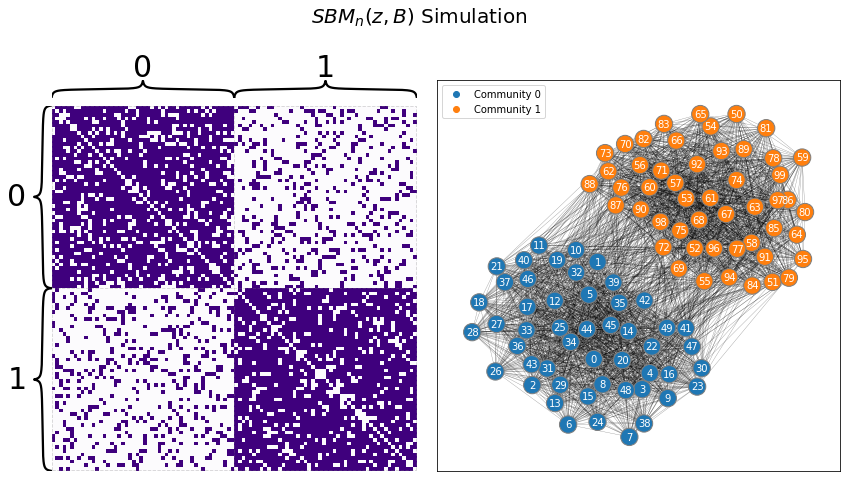 SBMₙ(z, B) Simulation
0 1
0
1
Community 0
Community 1
65 50
83 54 81
70 82 66
73 93 89 78 59
62 56 71 92 99
88 76 60 57 74
87 90 53 61 63 97 86 80
98 68 67
75 85 64
72 52 96 77 58 91 95
69 55 94 84 51 79
11 10
21 40 19 1
37 46 32 39
18 12 5 35 42
17
28 27 33 25 44 45 14 49 41
36 34 22 47
26 43 31 0 20 4 16 30
2 29 8 48 3 23
13 15 9
6 24 38
7